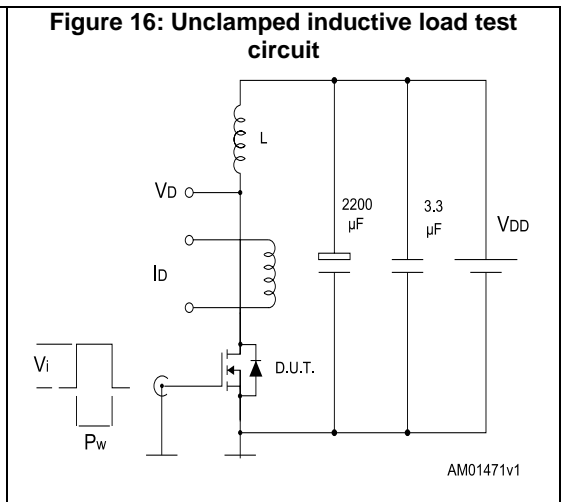 Figure 16: Unclamped inductive load test
circuit
L
VD
2200
µF
3.3
µF
VDD
ID
Vi
D.U.T.
Pw
AM01471v1